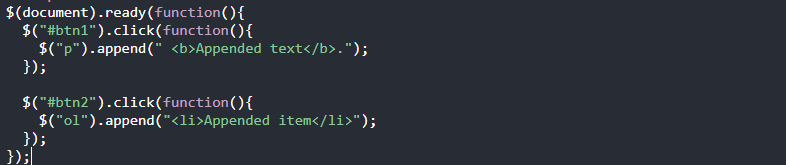 $(document).ready(function(){
  $("#btn1").click(function(){
    $("p").append(" <b>Appended text</b>.");
  });

  $("#btn2").click(function(){
    $("ol").append("<li>Appended item</li>");
  });
});